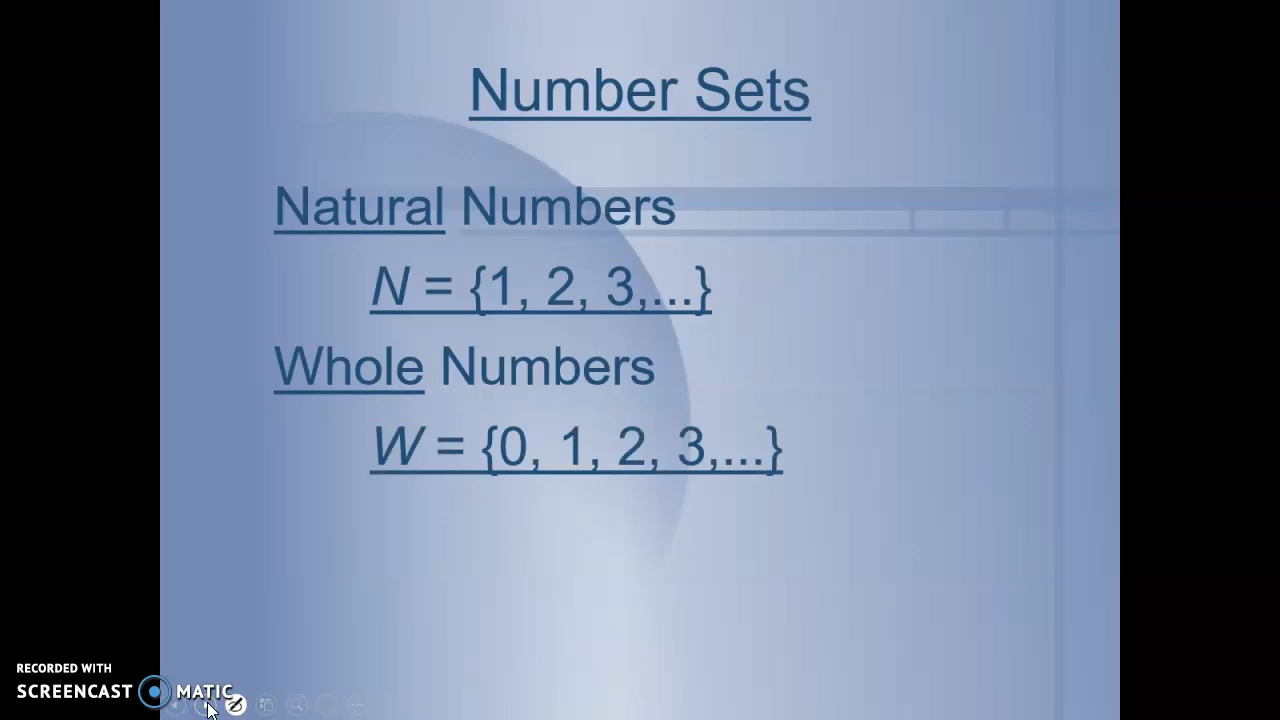 Number Sets
Natural Numbers
N = {1, 2, 3,...}
Whole Numbers
W = {0, 1, 2, 3,...}
RECORDED WITH
SCREENCAST MATIC